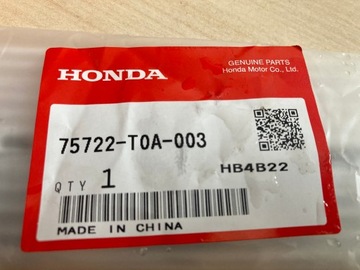 GENUINE PARTS
Honda Motor Co., Ltd.
HONDA
75722-T0A-003
HB4B22
QTY 1
MADE IN CHINA